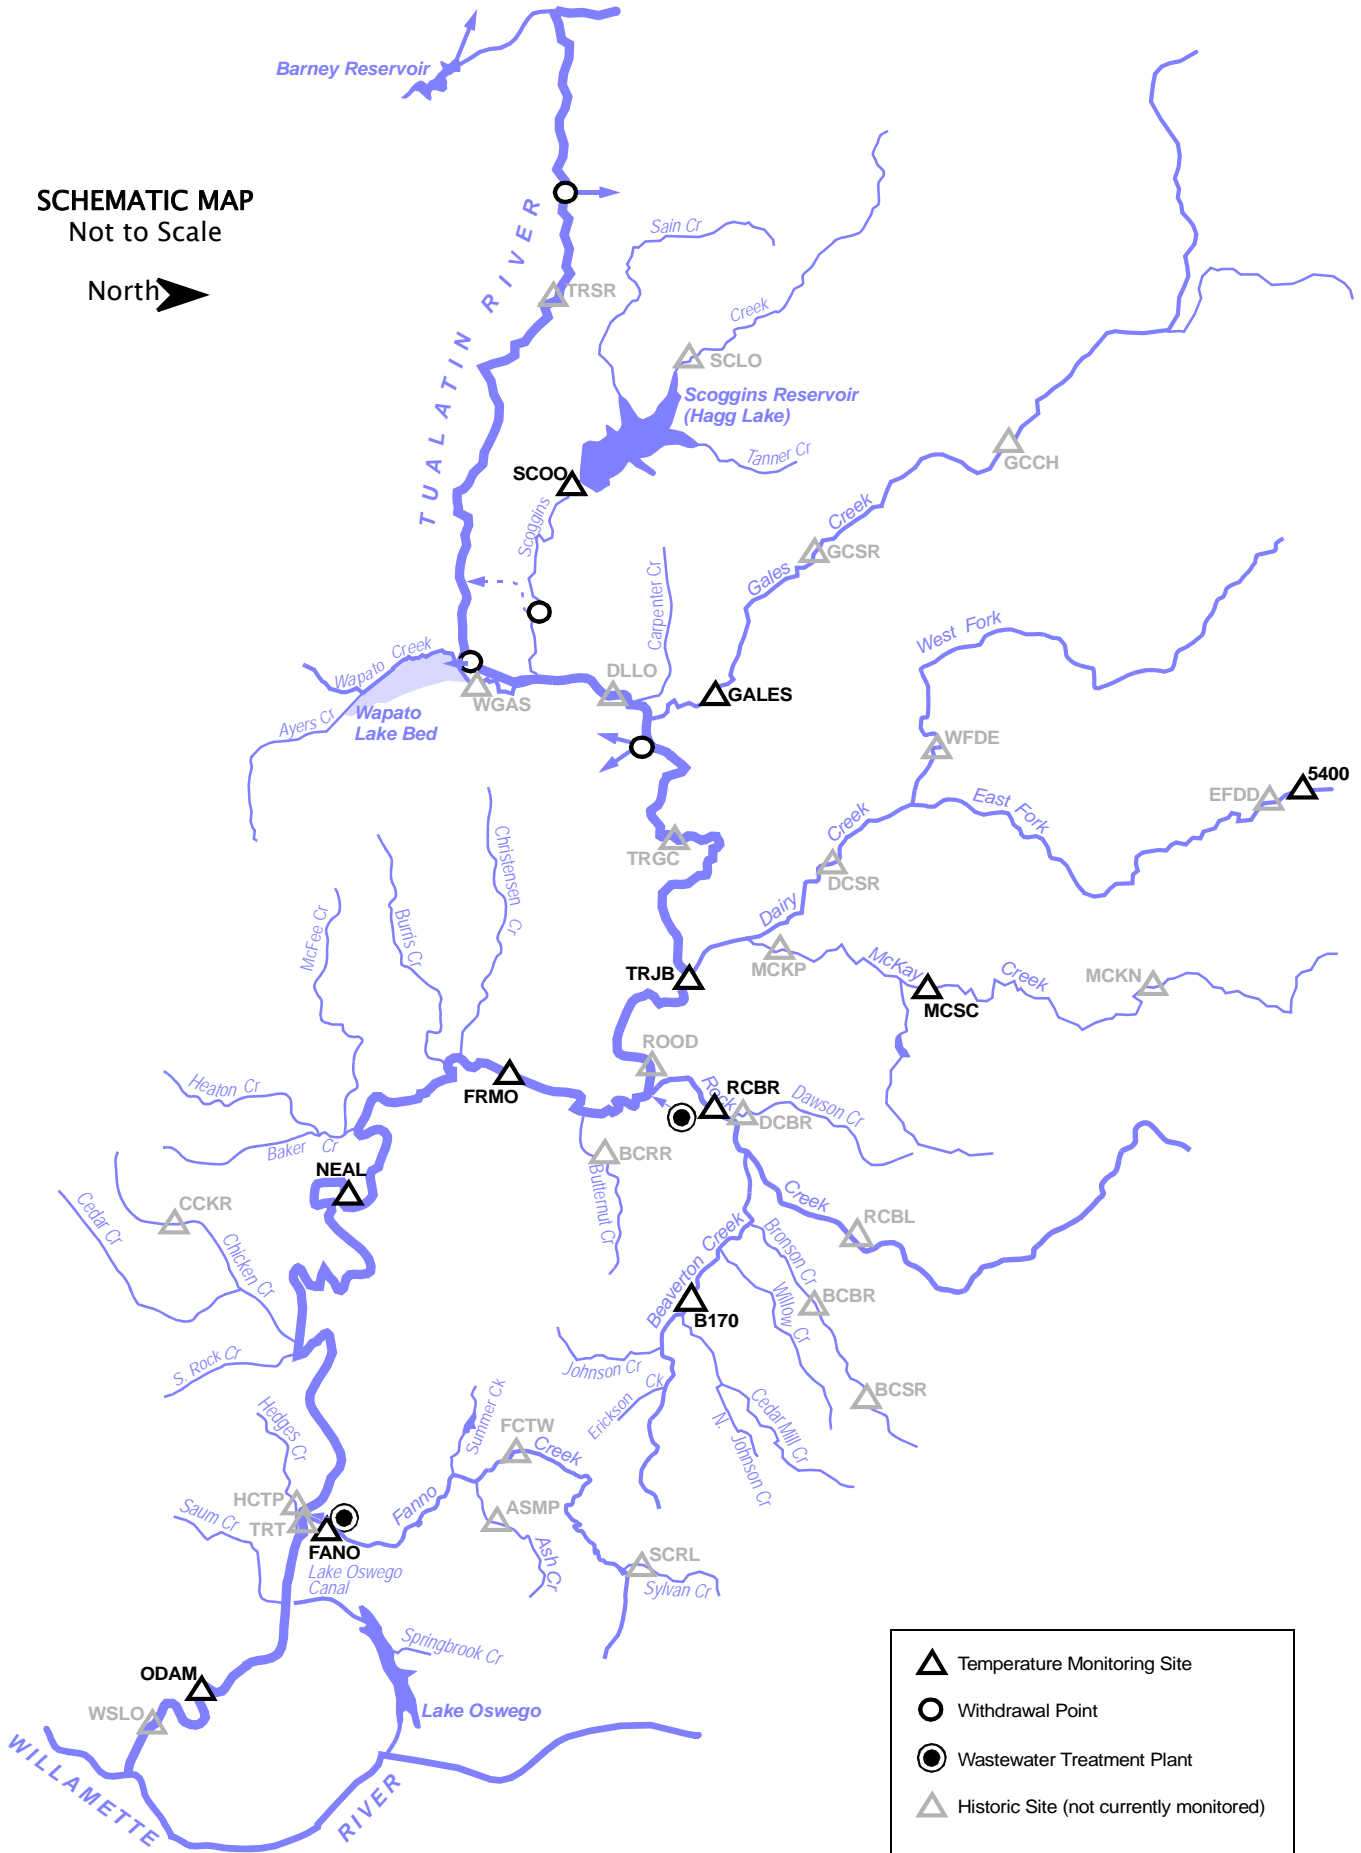 Barney Reservoir
SCHEMATIC MAP
Not to Scale
North
TUALATIN RIVER
TRSR
Sain Cr
Creek
SCLO
Scoggins Reservoir
(Hagg Lake)
Tanner Cr
SCOO
Scoggins
GCCH
Creek
GCSR
Gales
Carpenter Cr
West Fork
Wapato Creek
DLLO
GALES
WGAS
Ayers Cr
Wapato
Lake Bed
WFDE
5400
EFDD
East Fork
Creek
TRGC
DCSR
Christensen Cr
Burris Cr
McFee Cr
Dairy
MCKP
McKay
Creek
MCKN
TRJB
MCSC
ROOD
Rock
RCBR
Dawson Cr
DCBR
FRMO
Heaton Cr
Baker Cr
BCRR
Butternut Cr
NEAL
CCKR
Cedar Cr
Chicken Cr
Creek
RCBL
Beaverton Creek
Bronson Cr
Willow Cr
BCBR
B170
S. Rock Cr
Johnson Cr
Erickson Ck
BCSR
Cedar Mill Cr
N. Johnson Cr
Hedges Cr
Summer Ck
FCTW
Creek
HCTP
Fanno
ASMP
Saum Cr
TRT
FANO
Ash Cr
SCRL
Sylvan Cr
Lake Oswego
Canal
Springbrook Cr
ODAM
WSLO
Lake Oswego
WILLAMETTE RIVER
Temperature Monitoring Site
Withdrawal Point
Wastewater Treatment Plant
Historic Site (not currently monitored)